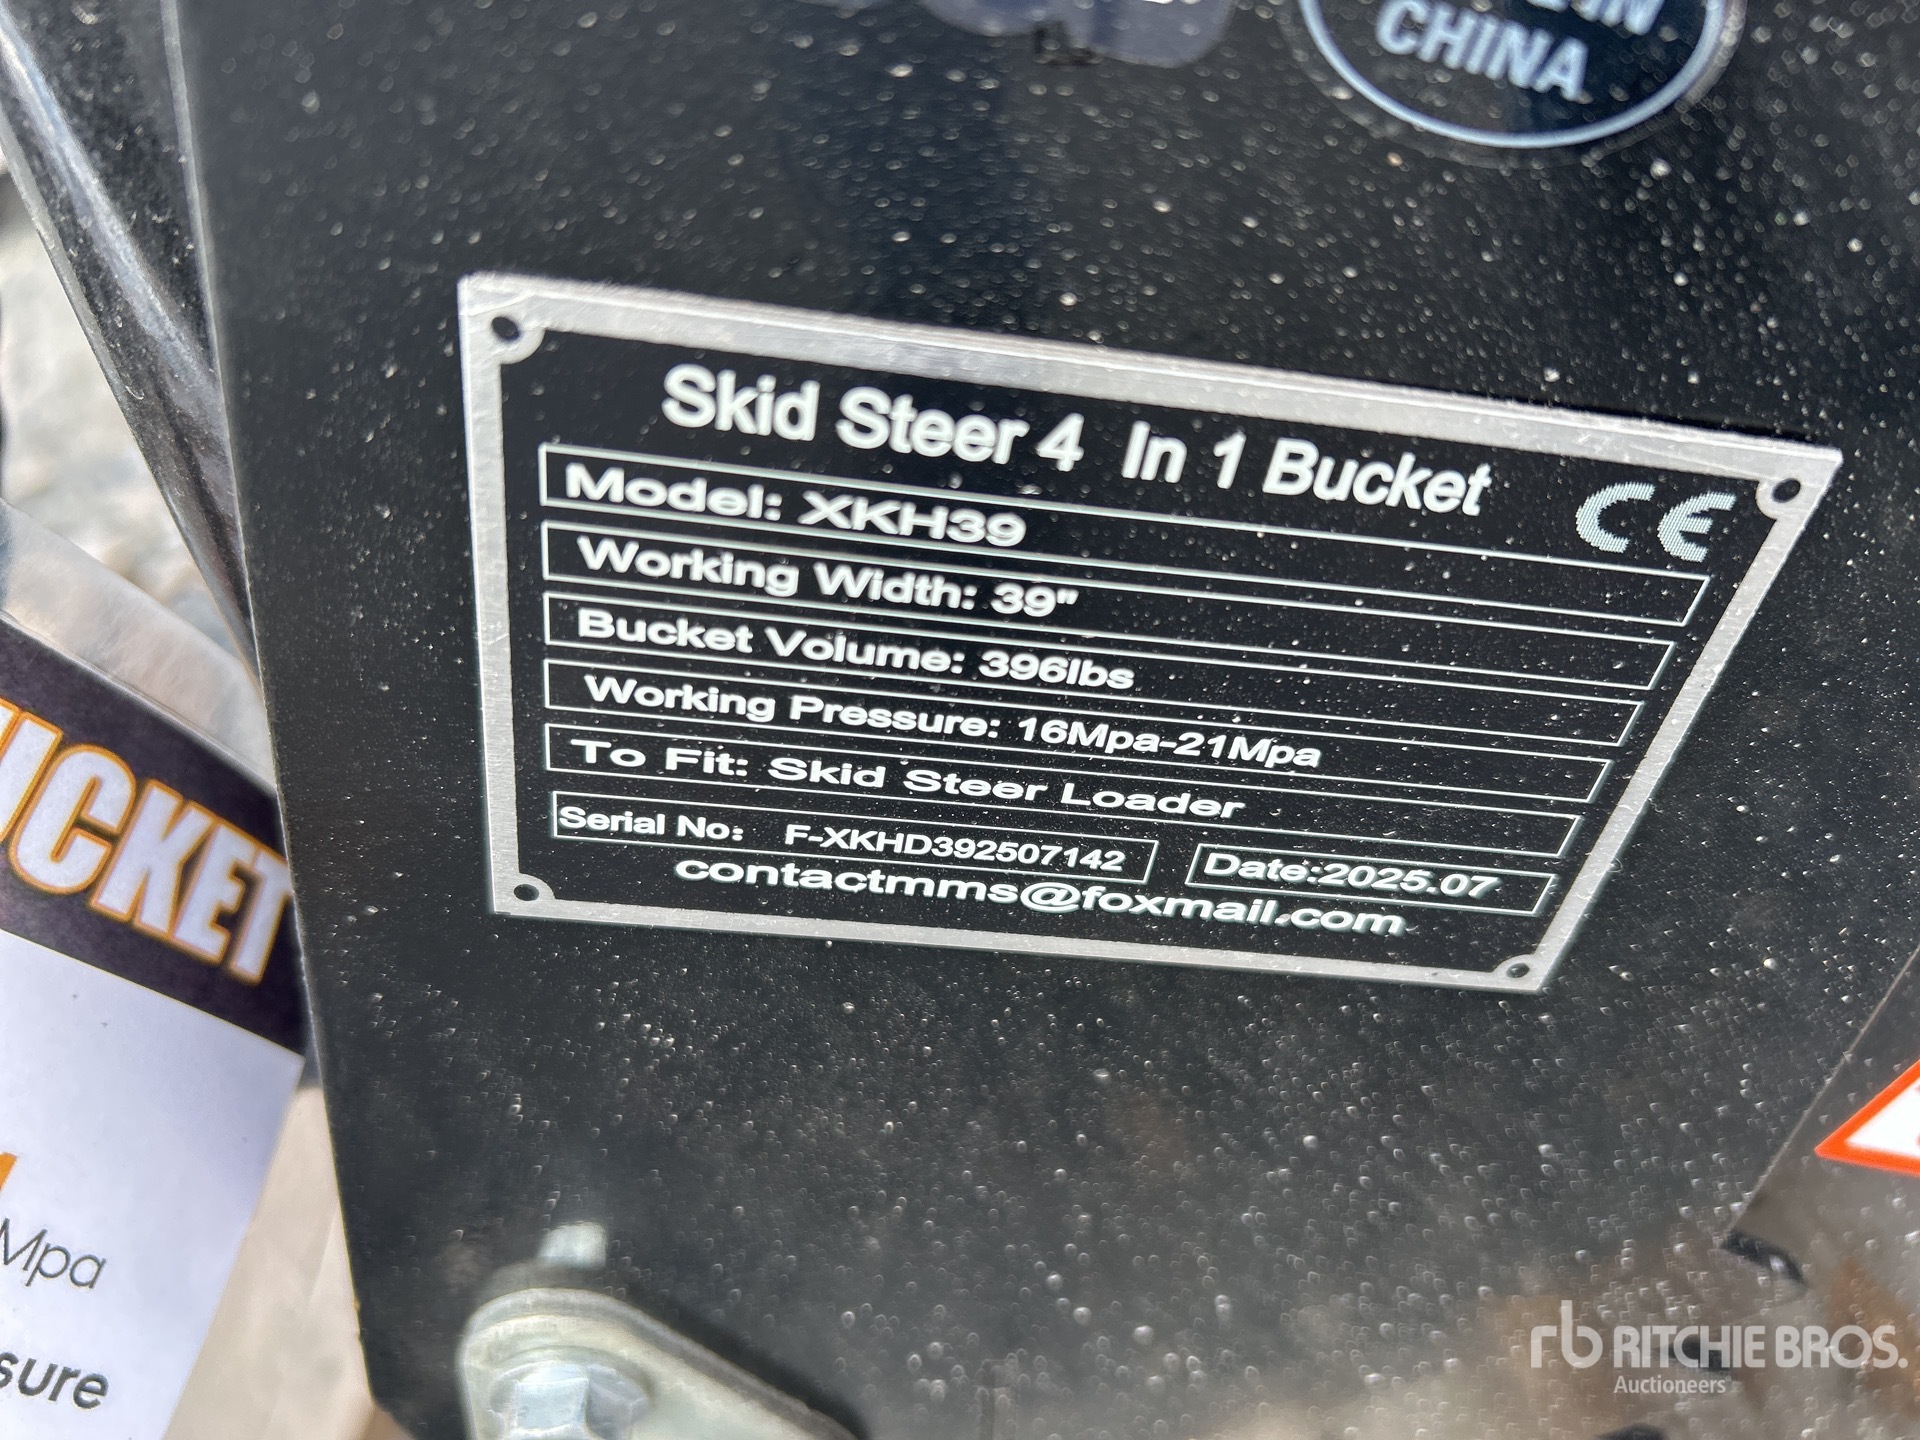 IN
CHINA
Skid Steer 4 In 1 Bucket
CE
Model: XKH39
Working Width: 39"
Bucket Volume: 396lbs
Working Pressure: 16Mpa-21Mpa
To Fit: Skid Steer Loader
Serial No: F-XKHD392507142
Date:2025.07
contactmms@foxmail.com
UCKET
Mpa
sure
rb RITCHIE BROS.
Auctioneers